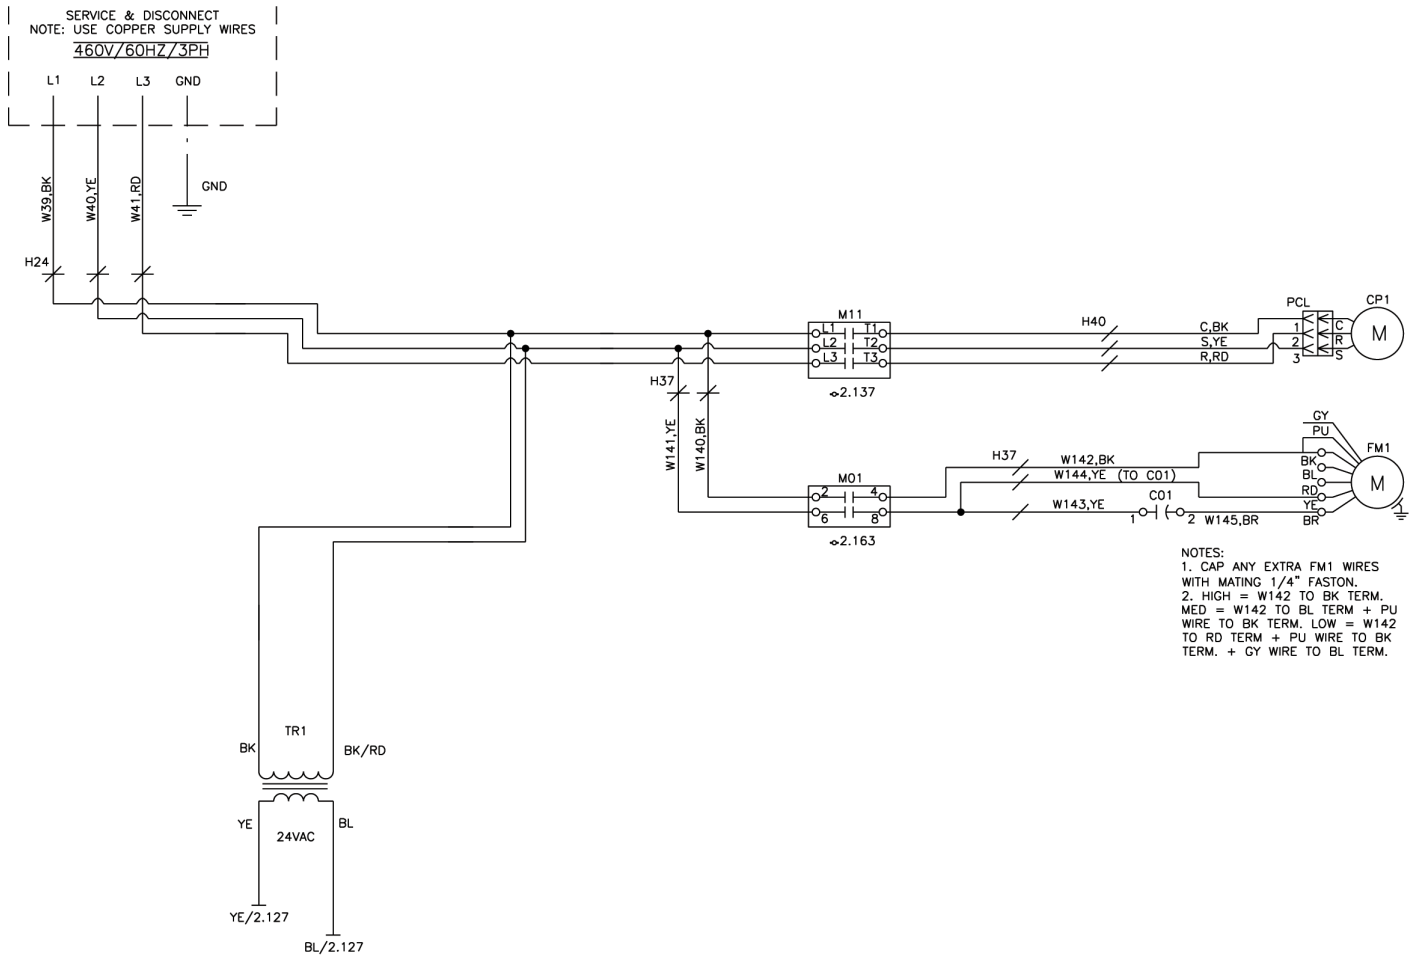 SERVICE & DISCONNECT
NOTE: USE COPPER SUPPLY WIRES
460V/60HZ/3PH
L1 L2 L3 GND
W39,BK
W40,YE
W41,RD
GND
H24
M11
L1 T1
L2 T2
L3 T3
2.137
H40
C,BK
S,YE
R,RD
PCL
1
2
3
C
R
S
CP1
M
H37
W141,YE
W140,BK
M01
2 4
6 8
2.163
H37
W142,BK
W144,YE (TO C01)
W143,YE
C01
1 2
W145,BR
GY
PU
BK
BL
RD
YE
BR
FM1
M
NOTES:
1. CAP ANY EXTRA FM1 WIRES
WITH MATING 1/4" FASTON.
2. HIGH = W142 TO BK TERM.
MED = W142 TO BL TERM + PU
WIRE TO BK TERM. LOW = W142
TO RD TERM + PU WIRE TO BK
TERM. + GY WIRE TO BL TERM.
TR1
BK BK/RD
YE BL
24VAC
YE/2.127
BL/2.127